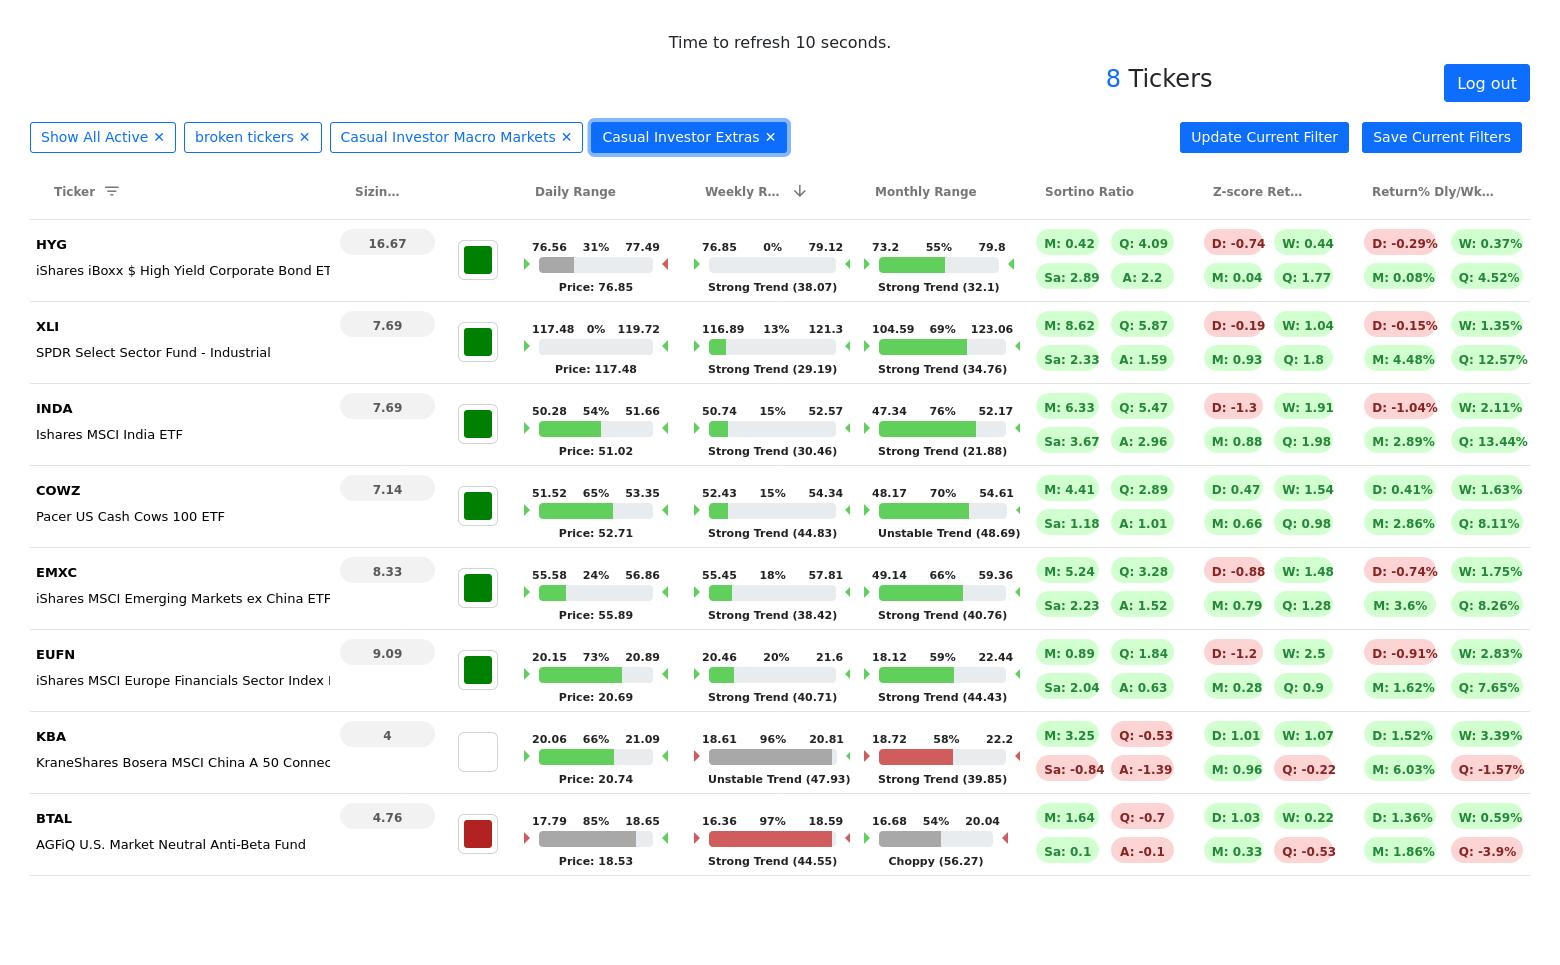 Time to refresh 10 seconds.
8 Tickers
Log out
Show All Active ✕ broken tickers ✕ Casual Investor Macro Markets ✕ Casual Investor Extras ✕ Update Current Filter Save Current Filters
Ticker Sizin... Daily Range Weekly R... Monthly Range Sortino Ratio Z-score Ret... Return% Dly/Wk...
HYG
iShares iBoxx $ High Yield Corporate Bond ET
16.67
76.56 31% 77.49
Price: 76.85
76.85 0% 79.12
Strong Trend (38.07)
73.2 55% 79.8
Strong Trend (32.1)
M: 0.42 Q: 4.09
Sa: 2.89 A: 2.2
D: -0.74 W: 0.44
M: 0.04 Q: 1.77
D: -0.29% W: 0.37%
M: 0.08% Q: 4.52%
XLI
SPDR Select Sector Fund - Industrial
7.69
117.48 0% 119.72
Price: 117.48
116.89 13% 121.3
Strong Trend (29.19)
104.59 69% 123.06
Strong Trend (34.76)
M: 8.62 Q: 5.87
Sa: 2.33 A: 1.59
D: -0.19 W: 1.04
M: 0.93 Q: 1.8
D: -0.15% W: 1.35%
M: 4.48% Q: 12.57%
INDA
Ishares MSCI India ETF
7.69
50.28 54% 51.66
Price: 51.02
50.74 15% 52.57
Strong Trend (30.46)
47.34 76% 52.17
Strong Trend (21.88)
M: 6.33 Q: 5.47
Sa: 3.67 A: 2.96
D: -1.3 W: 1.91
M: 0.88 Q: 1.98
D: -1.04% W: 2.11%
M: 2.89% Q: 13.44%
COWZ
Pacer US Cash Cows 100 ETF
7.14
51.52 65% 53.35
Price: 52.71
52.43 15% 54.34
Strong Trend (44.83)
48.17 70% 54.61
Unstable Trend (48.69)
M: 4.41 Q: 2.89
Sa: 1.18 A: 1.01
D: 0.47 W: 1.54
M: 0.66 Q: 0.98
D: 0.41% W: 1.63%
M: 2.86% Q: 8.11%
EMXC
iShares MSCI Emerging Markets ex China ETF
8.33
55.58 24% 56.86
Price: 55.89
55.45 18% 57.81
Strong Trend (38.42)
49.14 66% 59.36
Strong Trend (40.76)
M: 5.24 Q: 3.28
Sa: 2.23 A: 1.52
D: -0.88 W: 1.48
M: 0.79 Q: 1.28
D: -0.74% W: 1.75%
M: 3.6% Q: 8.26%
EUFN
iShares MSCI Europe Financials Sector Index
9.09
20.15 73% 20.89
Price: 20.69
20.46 20% 21.6
Strong Trend (40.71)
18.12 59% 22.44
Strong Trend (44.43)
M: 0.89 Q: 1.84
Sa: 2.04 A: 0.63
D: -1.2 W: 2.5
M: 0.28 Q: 0.9
D: -0.91% W: 2.83%
M: 1.62% Q: 7.65%
KBA
KraneShares Bosera MSCI China A 50 Connec
4
20.06 66% 21.09
Price: 20.74
18.61 96% 20.81
Unstable Trend (47.93)
18.72 58% 22.2
Strong Trend (39.85)
M: 3.25 Q: -0.53
Sa: -0.84 A: -1.39
D: 1.01 W: 1.07
M: 0.96 Q: -0.22
D: 1.52% W: 3.39%
M: 6.03% Q: -1.57%
BTAL
AGFiQ U.S. Market Neutral Anti-Beta Fund
4.76
17.79 85% 18.65
Price: 18.53
16.36 97% 18.59
Strong Trend (44.55)
16.68 54% 20.04
Choppy (56.27)
M: 1.64 Q: -0.7
Sa: 0.1 A: -0.1
D: 1.03 W: 0.22
M: 0.33 Q: -0.53
D: 1.36% W: 0.59%
M: 1.86% Q: -3.9%